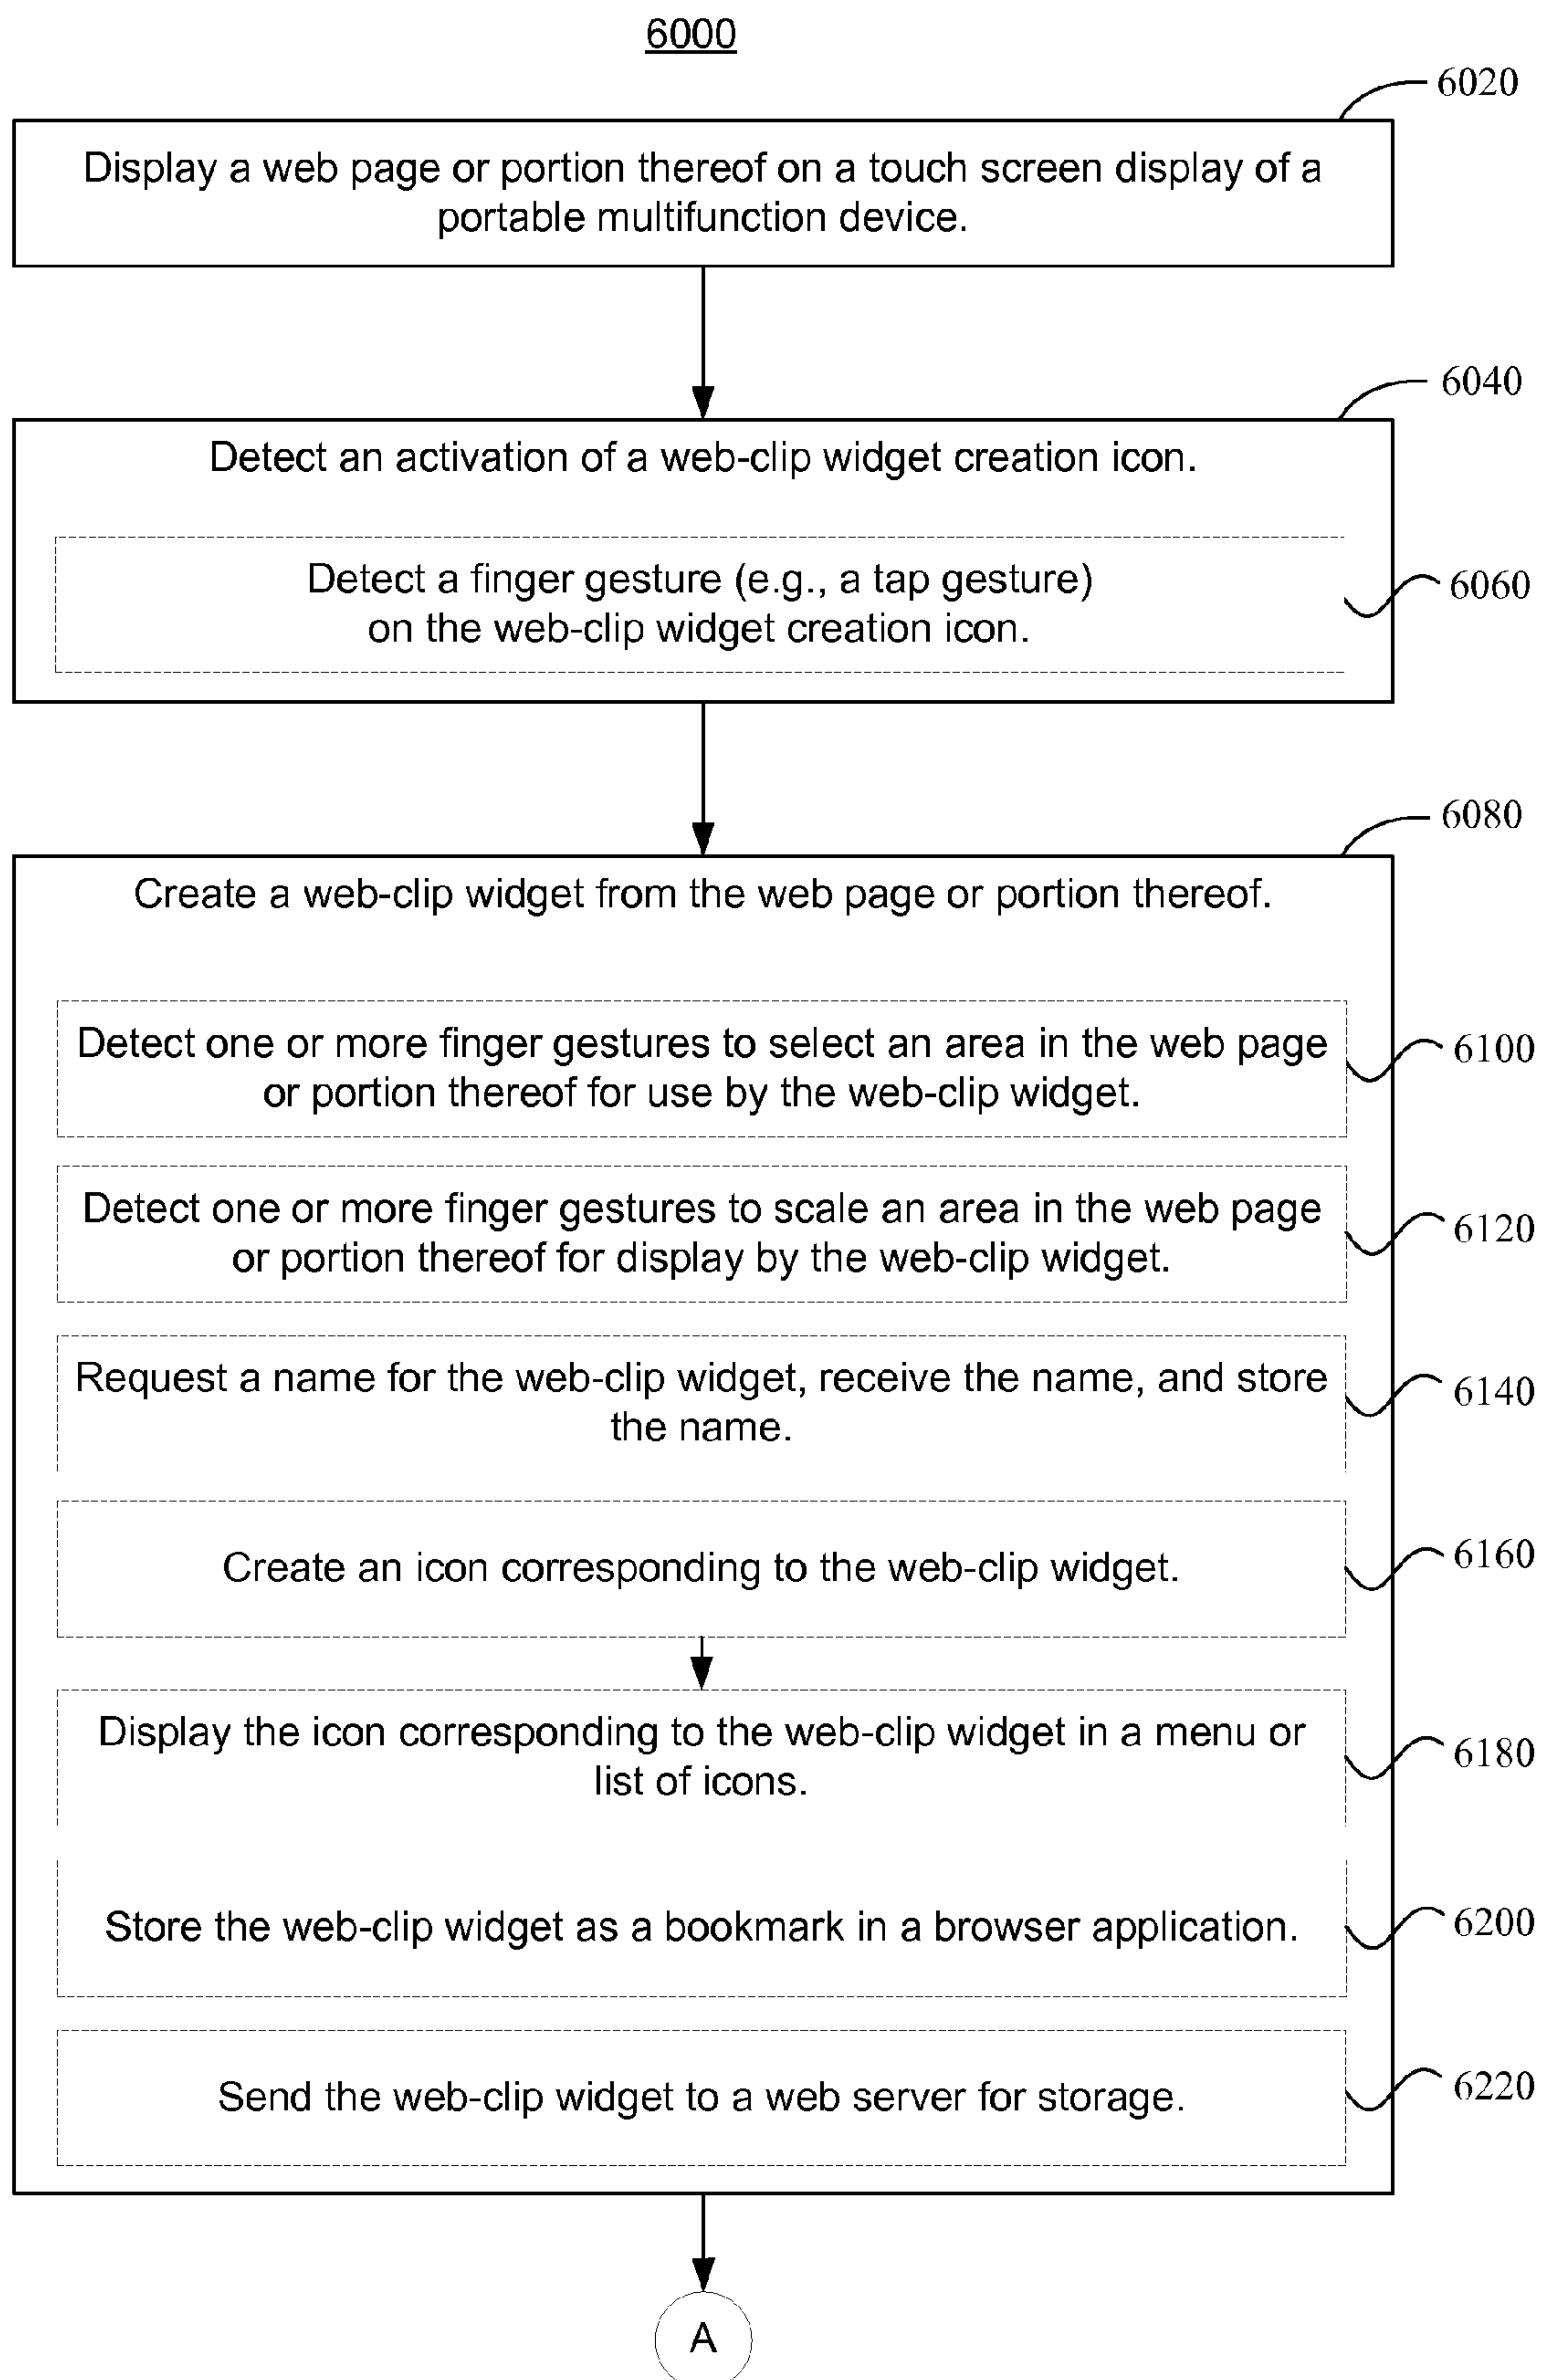 6000
6020
Display a web page or portion thereof on a touch screen display of a
portable multifunction device.
6040
Detect an activation of a web-clip widget creation icon.
Detect a finger gesture (e.g., a tap gesture)
on the web-clip widget creation icon.
6060
6080
Create a web-clip widget from the web page or portion thereof.
Detect one or more finger gestures to select an area in the web page
or portion thereof for use by the web-clip widget.
6100
Detect one or more finger gestures to scale an area in the web page
or portion thereof for display by the web-clip widget.
6120
Request a name for the web-clip widget, receive the name, and store
the name.
6140
Create an icon corresponding to the web-clip widget.
6160
Display the icon corresponding to the web-clip widget in a menu or
list of icons.
6180
Store the web-clip widget as a bookmark in a browser application.
6200
Send the web-clip widget to a web server for storage.
6220
A